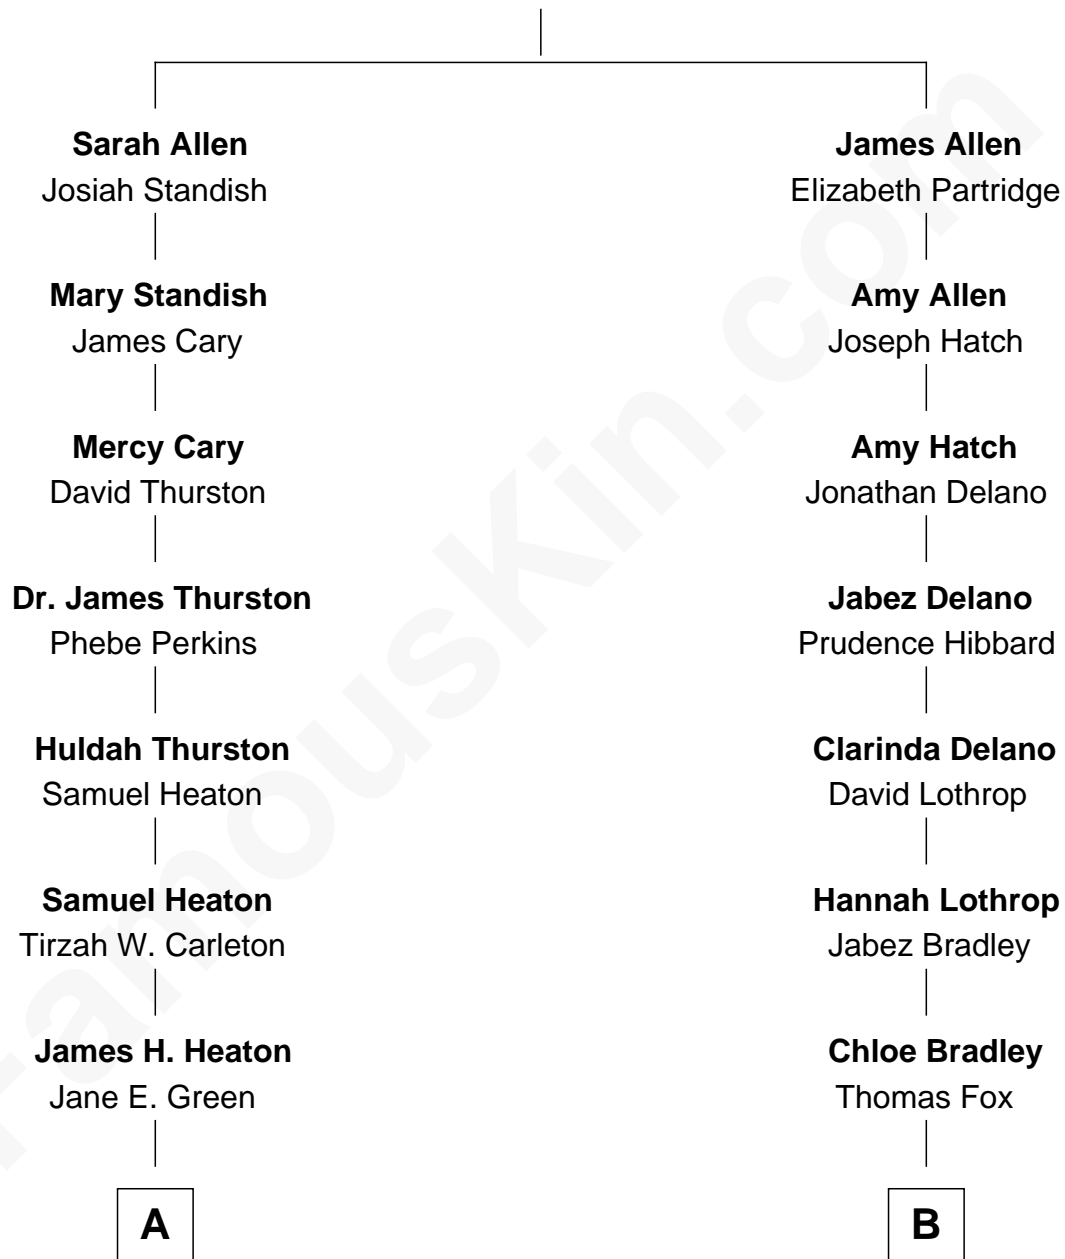 Sarah Allen
Josiah Standish
Mary Standish
James Cary
Mercy Cary
David Thurston
Dr. James Thurston
Phebe Perkins
Huldah Thurston
Samuel Heaton
Samuel Heaton
Tirzah W. Carleton
James H. Heaton
Jane E. Green
A
James Allen
Elizabeth Partridge
Amy Allen
Joseph Hatch
Amy Hatch
Jonathan Delano
Jabez Delano
Prudence Hibbard
Clarinda Delano
David Lothrop
Hannah Lothrop
Jabez Bradley
Chloe Bradley
Thomas Fox
B
FamousKin.com